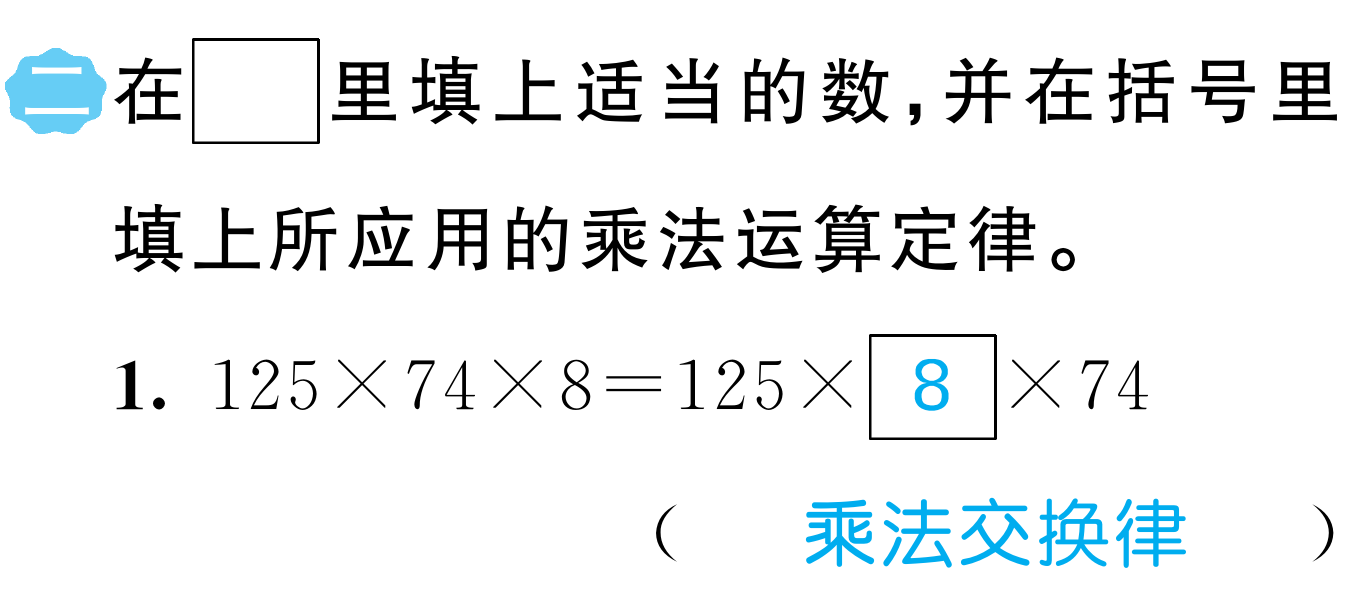 二 在□里填上适当的数,并在括号里
填上所应用的乘法运算定律。
1. 125×74×8=125×8×74
( 乘法交换律 )